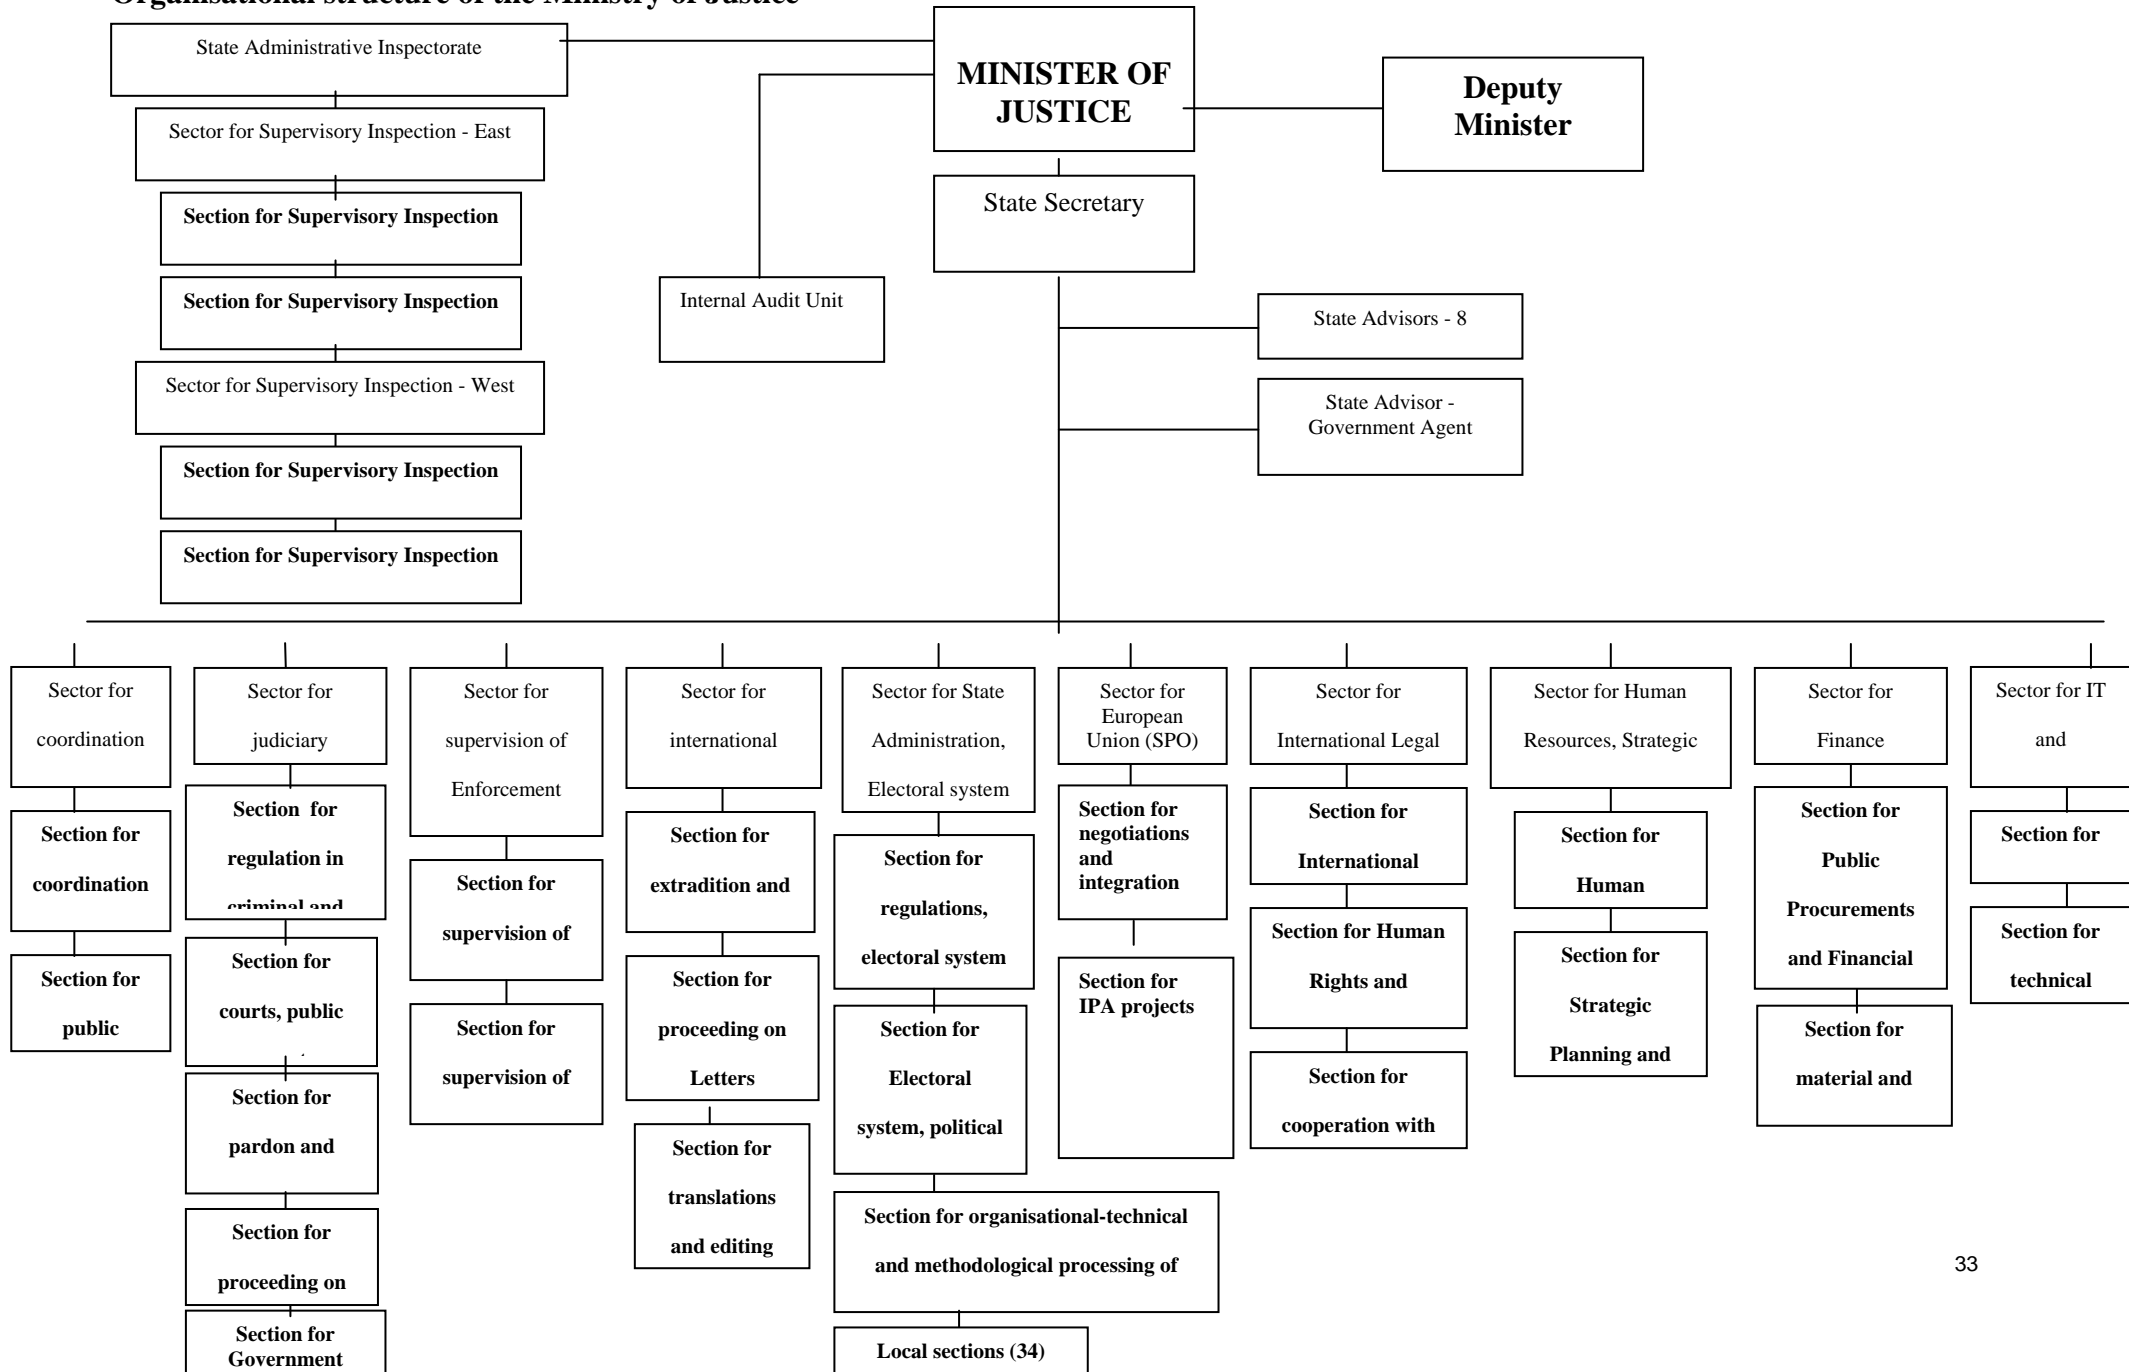 Organisational structure of the Ministry of Justice
State Administrative Inspectorate
Sector for Supervisory Inspection - East
Section for Supervisory Inspection
Section for Supervisory Inspection
Sector for Supervisory Inspection - West
Section for Supervisory Inspection
Section for Supervisory Inspection
MINISTER OF
JUSTICE
Deputy
Minister
State Secretary
Internal Audit Unit
State Advisors - 8
State Advisor -
Government Agent
Sector for
coordination
Section for
coordination
Section for
public
Sector for
judiciary
Section for
regulation in
criminal and
Section for
courts, public
Section for
pardon and
Section for
proceeding on
Section for
Government
Sector for
supervision of
Enforcement
Section for
supervision of
Section for
supervision of
Sector for
international
Section for
extradition and
Section for
proceeding on
Letters
Section for
translations
and editing
Sector for State
Administration,
Electoral system
Section for
regulations,
electoral system
Section for
Electoral
system, political
Section for organisational-technical
and methodological processing of
Local sections (34)
Sector for
European
Union (SPO)
Section for
negotiations
and
integration
Section for
IPA projects
Sector for
International Legal
Section for
International
Section for Human
Rights and
Section for
cooperation with
Sector for Human
Resources, Strategic
Section for
Human
Section for
Strategic
Planning and
Sector for
Finance
Section for
Public
Procurements
and Financial
Section for
material and
Sector for IT
and
Section for
Section for
technical
33